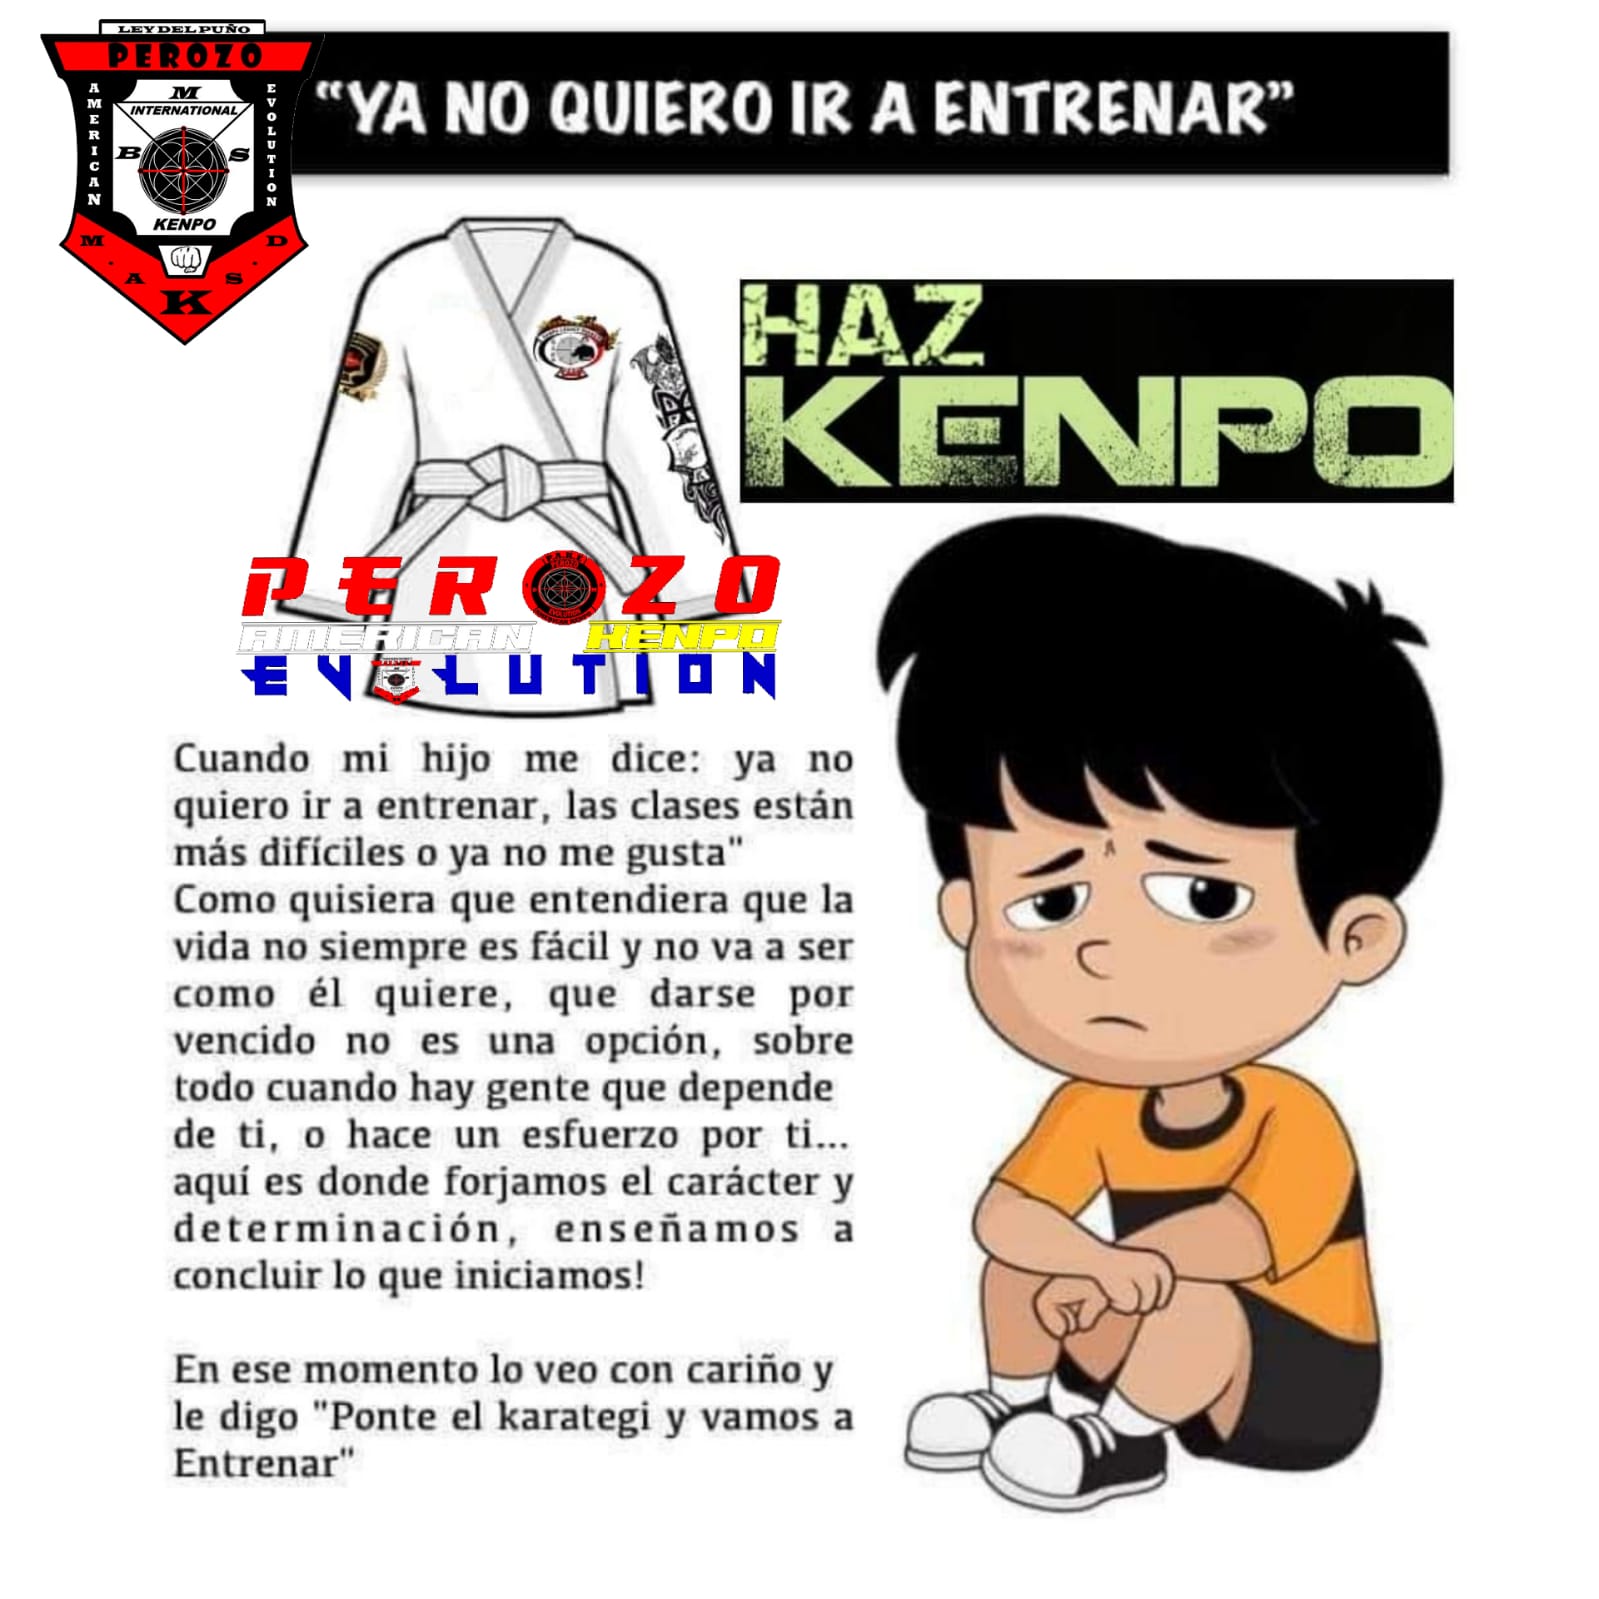 LEY DEL PUÑO
PEROZO
AMERICAN
EVOLUTION
M
INTERNATIONAL
B S
KENPO
M.A.K.S.D
“YA NO QUIERO IR A ENTRENAR”
HAZ
KENPO
PEROZO
AMERICAN KENPO
EVOLUTION
Cuando mi hijo me dice: ya no
quiero ir a entrenar, las clases están
más difíciles o ya no me gusta"
Como quisiera que entendiera que la
vida no siempre es fácil y no va a ser
como él quiere, que darse por
vencido no es una opción, sobre
todo cuando hay gente que depende
de ti, o hace un esfuerzo por ti...
aquí es donde forjamos el carácter y
determinación, enseñamos a
concluir lo que iniciamos!
En ese momento lo veo con cariño y
le digo "Ponte el karategi y vamos a
Entrenar"